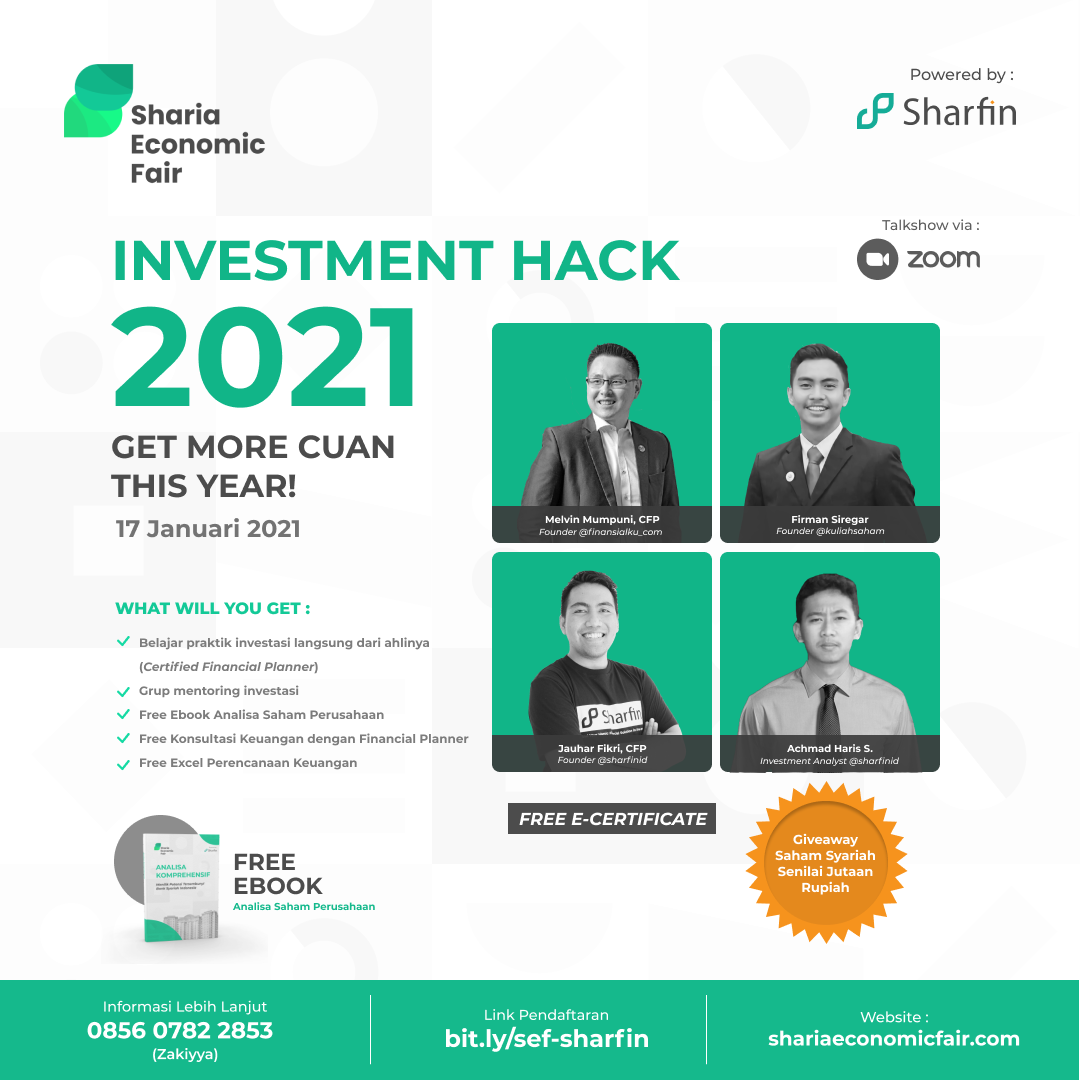 Sharia
Economic
Fair
Powered by :
Sharfin
Talkshow via :
zoom
INVESTMENT HACK
2021
GET MORE CUAN
THIS YEAR!
17 Januari 2021
Melvin Mumpuni, CFP
Founder @finansialku_com
Firman Siregar
Founder @kuliahsaham
WHAT WILL YOU GET :
Belajar praktik investasi langsung dari ahlinya
(Certified Financial Planner)
Grup mentoring investasi
Free Ebook Analisa Saham Perusahaan
Free Konsultasi Keuangan dengan Financial Planner
Free Excel Perencanaan Keuangan
Sharfin
Jauhar Fikri, CFP
Founder @sharfinid
Achmad Haris S.
Investment Analyst @sharfinid
FREE E-CERTIFICATE
Giveaway
Saham Syariah
Senilai Jutaan
Rupiah
Sharia
Economic
Fair
ANALISA
KOMPREHENSIF
FREE
EBOOK
Analisa Saham Perusahaan
Informasi Lebih Lanjut
0856 0782 2853
(Zakiyya)
Link Pendaftaran
bit.ly/sef-sharfin
Website :
shariaeconomicfair.com